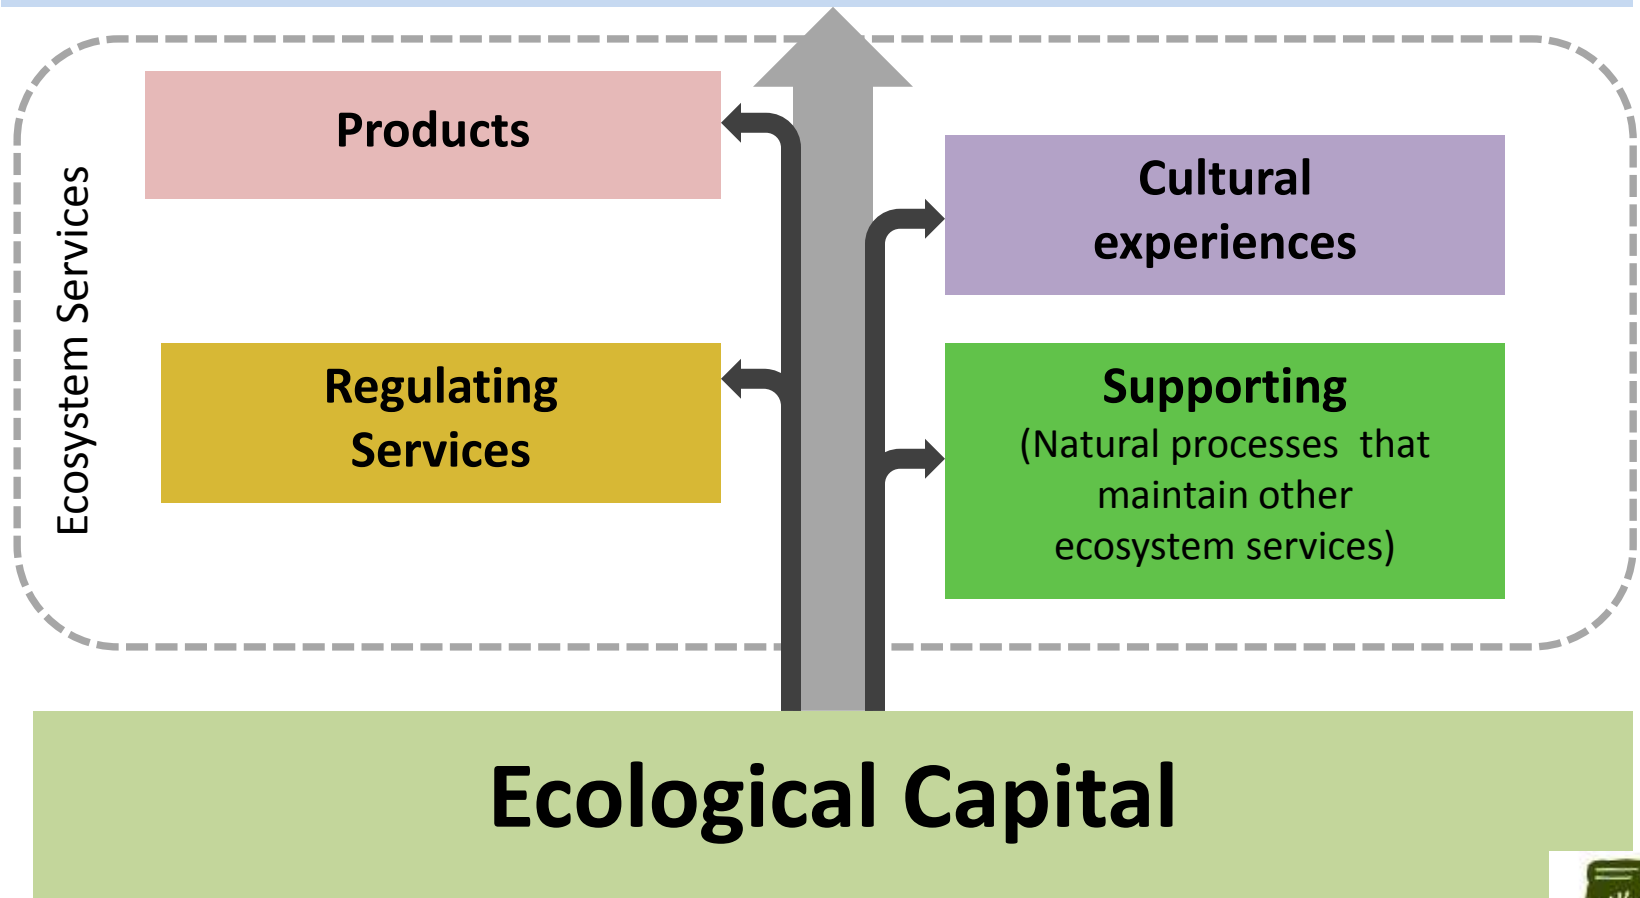 Products
Cultural
experiences
Ecosystem Services
Regulating
Services
Supporting
(Natural processes  that
maintain other
ecosystem services)
Ecological Capital